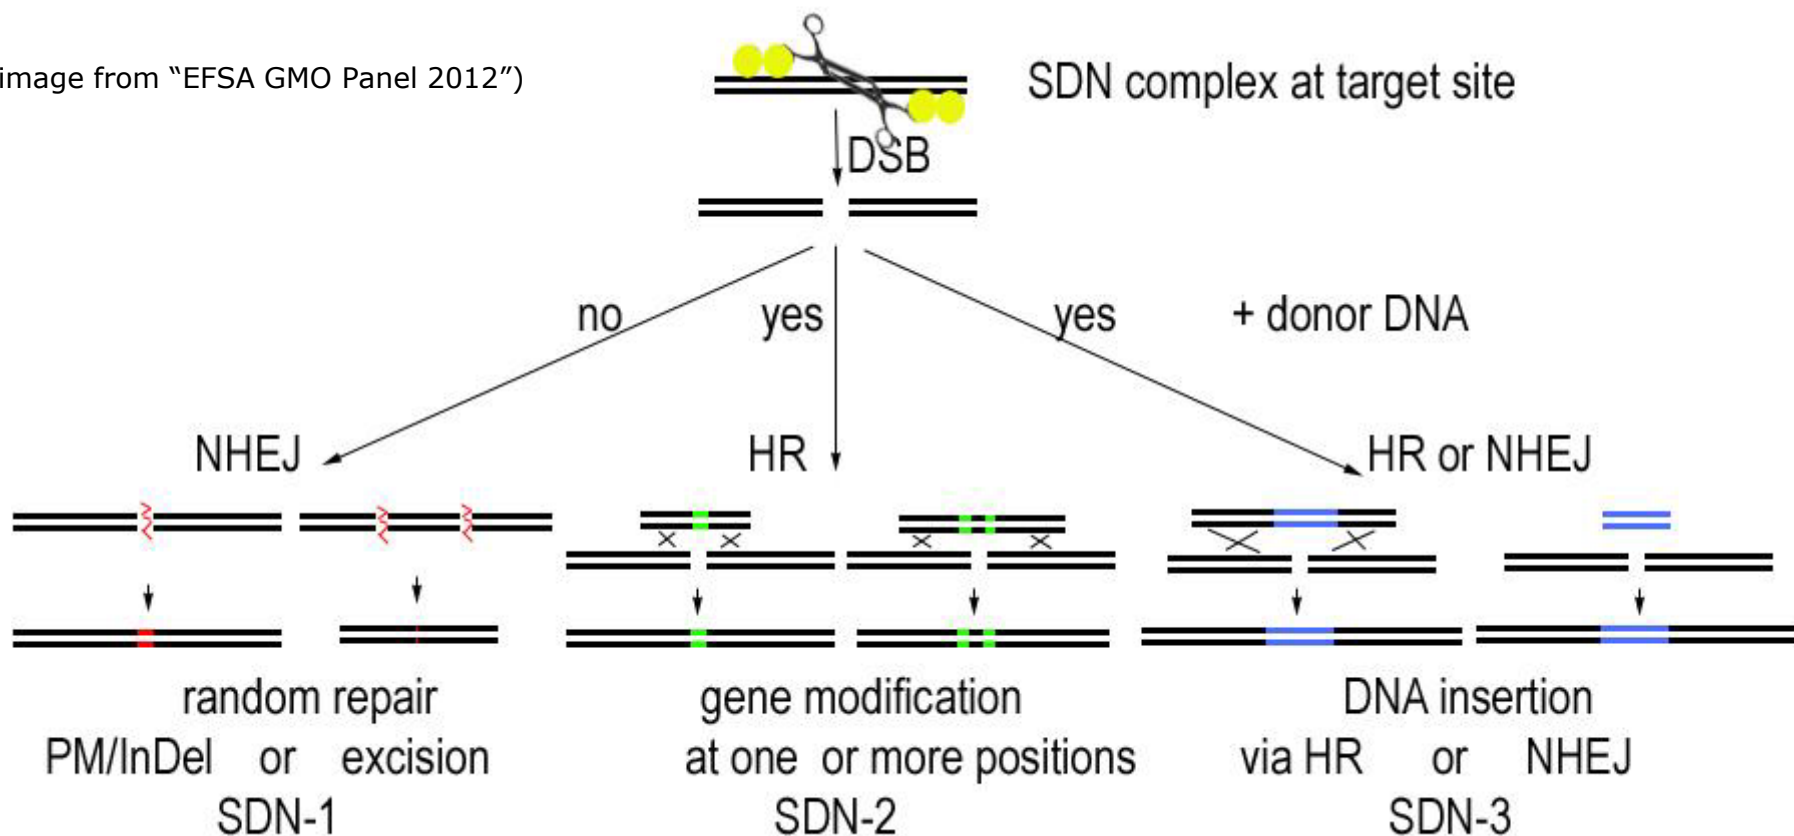 image from “EFSA GMO Panel 2012”)
SDN complex at target site
DSB
no yes yes + donor DNA
NHEJ HR HR or NHEJ
random repair gene modification DNA insertion
PM/InDel or excision at one or more positions via HR or NHEJ
SDN-1 SDN-2 SDN-3